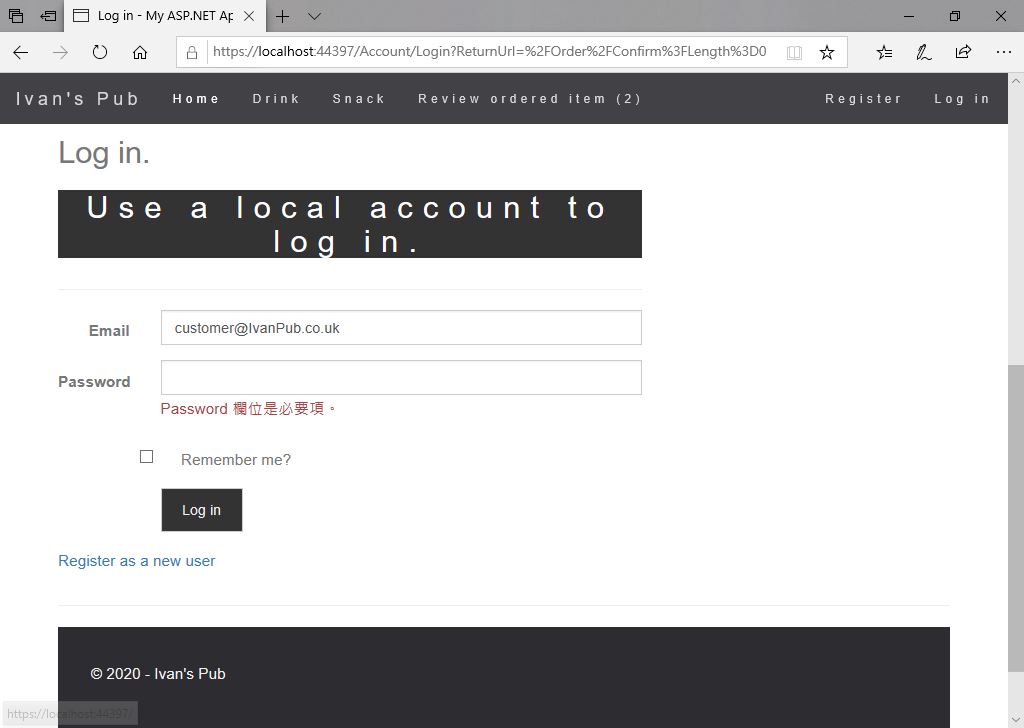 Log in - My ASP.NET Ap
https://localhost:44397/Account/Login?ReturnUrl=%2FOrder%2FConfirm%3FLength%3D0
Ivan's Pub Home Drink Snack Review ordered item (2) Register Log in
Log in.
Use a local account to
log in.
Email customer@IvanPub.co.uk
Password
Password 欄位是必要項。
Remember me?
Log in
Register as a new user
© 2020 - Ivan's Pub
https://localhost:44397/